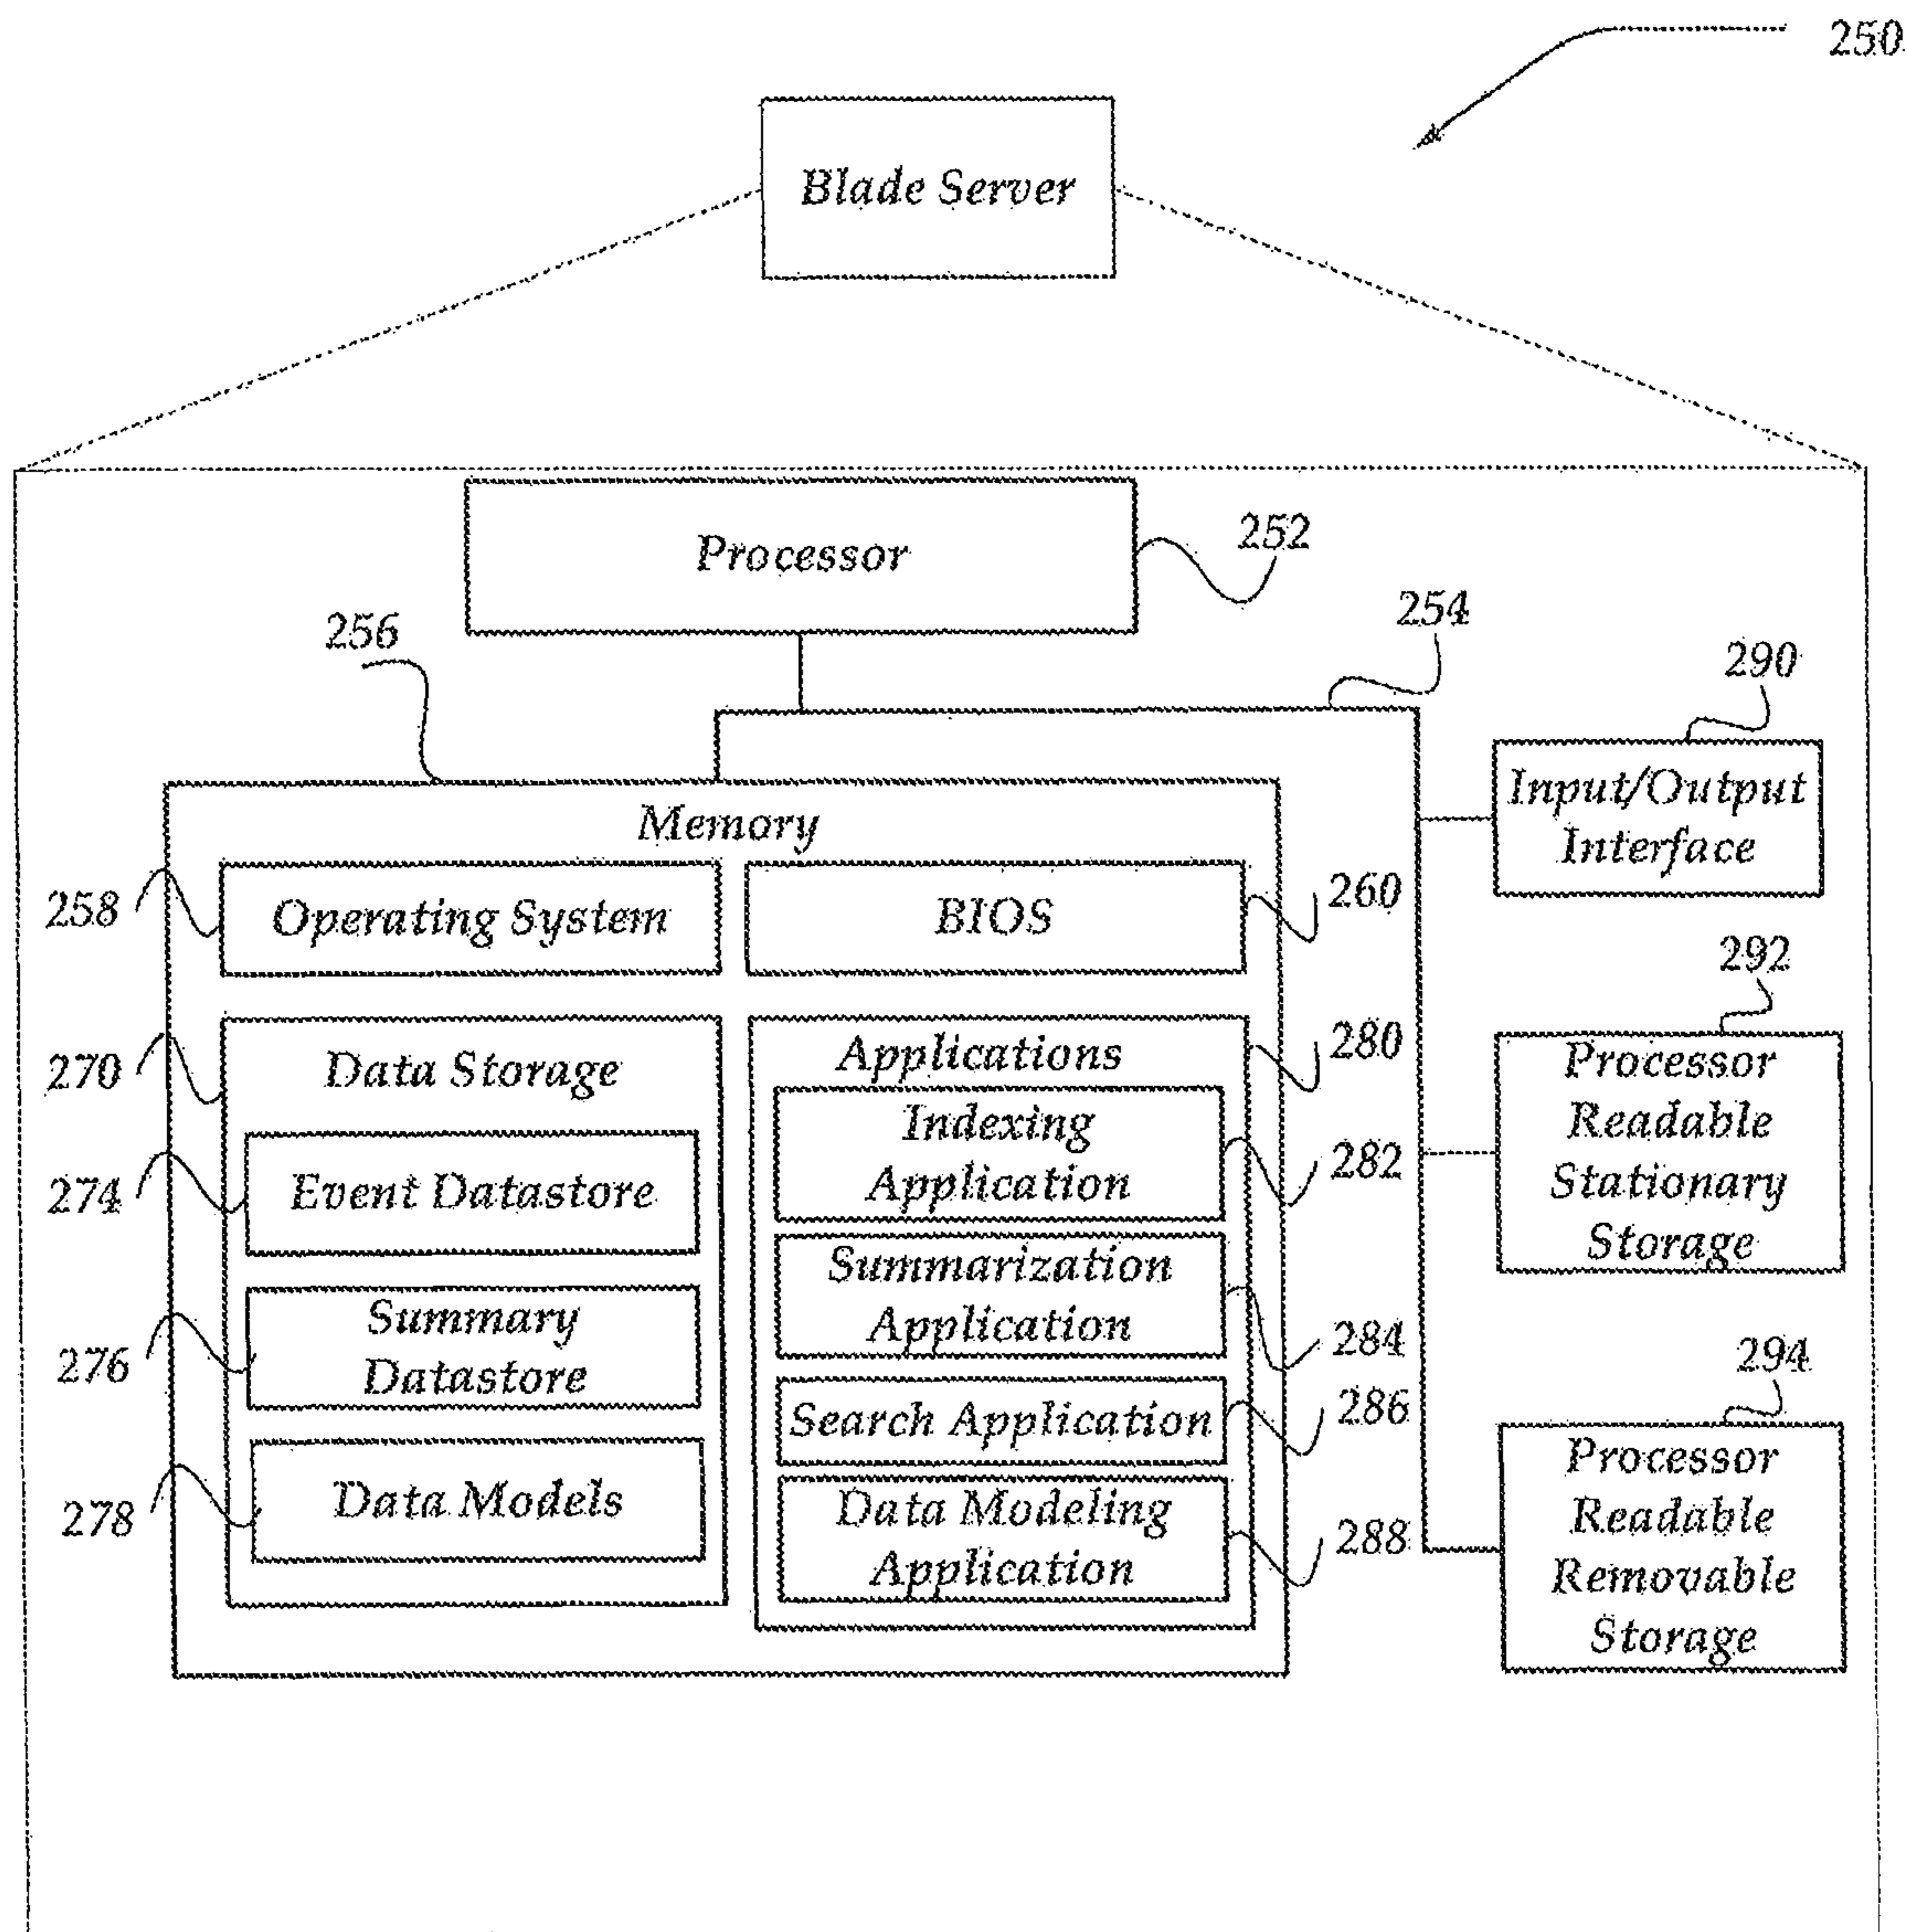 250
Blade Server
Processor
252
254
256
290
Input/Output
Interface
Memory
258
Operating System
BIOS
260
292
Processor
Readable
Stationary
Storage
270
Data Storage
274
Event Datastore
276
Summary
Datastore
278
Data Models
280
Applications
Indexing
Application
282
Summarization
Application
284
Search Application
286
Data Modeling
Application
288
294
Processor
Readable
Removable
Storage